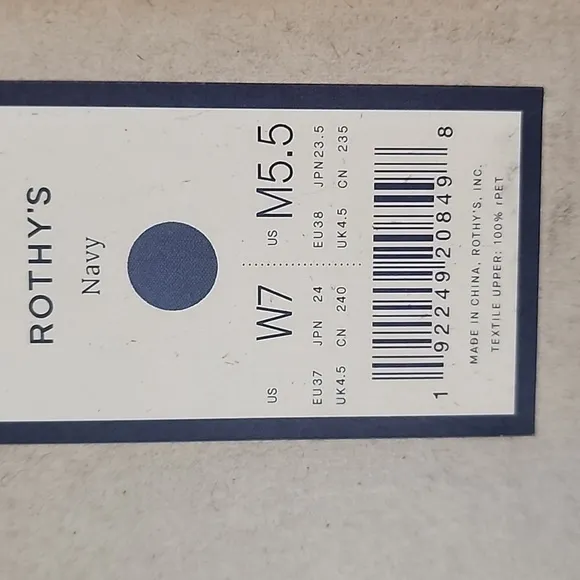 ROTHY'S
Navy
US W7 US M5.5
EU37 JPN 24 EU38 JPN23.5
UK4.5 CN 240 UK4.5 CN 235
1 92249 20849 8
MADE IN CHINA, ROTHY'S, INC.
TEXTILE UPPER: 100% rPET